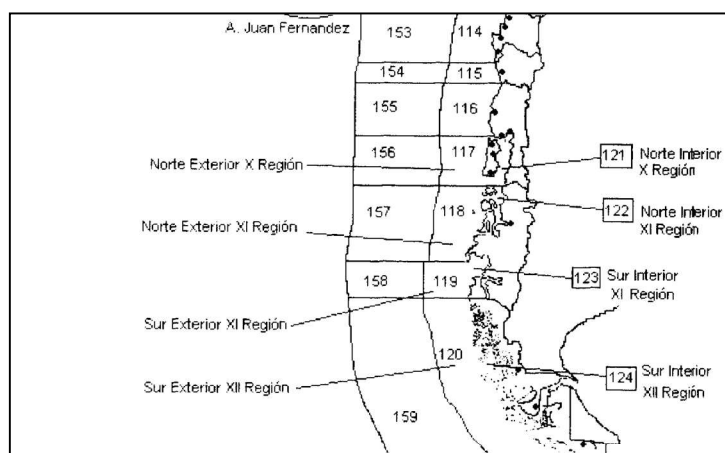 A. Juan Fernandez
153
114
154
115
155
116
156
117
121
Norte Interior
X Región
Norte Exterior X Región
157
118
122
Norte Interior
XI Región
Norte Exterior XI Región
158
119
123
Sur Interior
XI Región
Sur Exterior XI Región
120
124
Sur Interior
XII Región
Sur Exterior XII Región
159